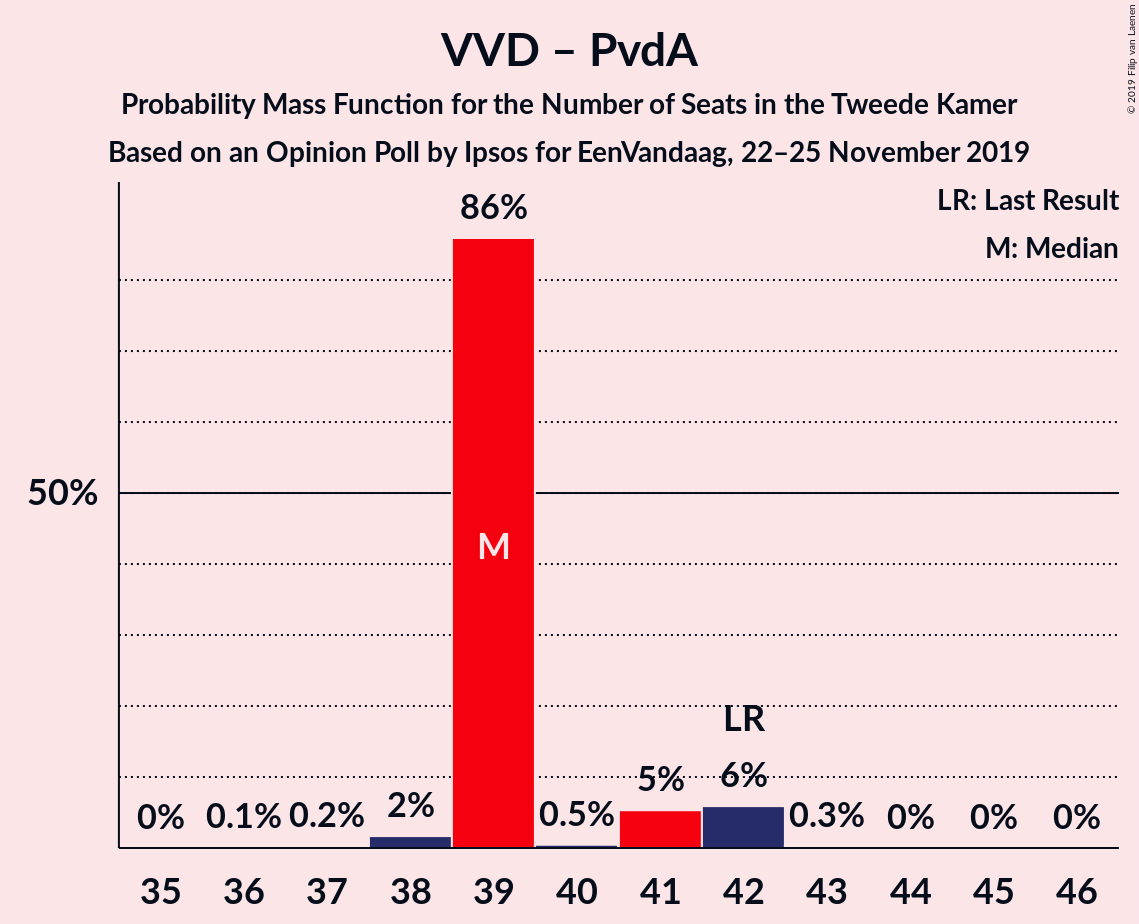 VVD – PvdA
Probability Mass Function for the Number of Seats in the Tweede Kamer
Based on an Opinion Poll by Ipsos for EenVandaag, 22–25 November 2019
© 2019 Filip van Laenen
LR: Last Result
M: Median
50%
0% 0.1% 0.2% 2% 86% 0.5% 5% 6% 0.3% 0% 0% 0%
M
LR
35 36 37 38 39 40 41 42 43 44 45 46